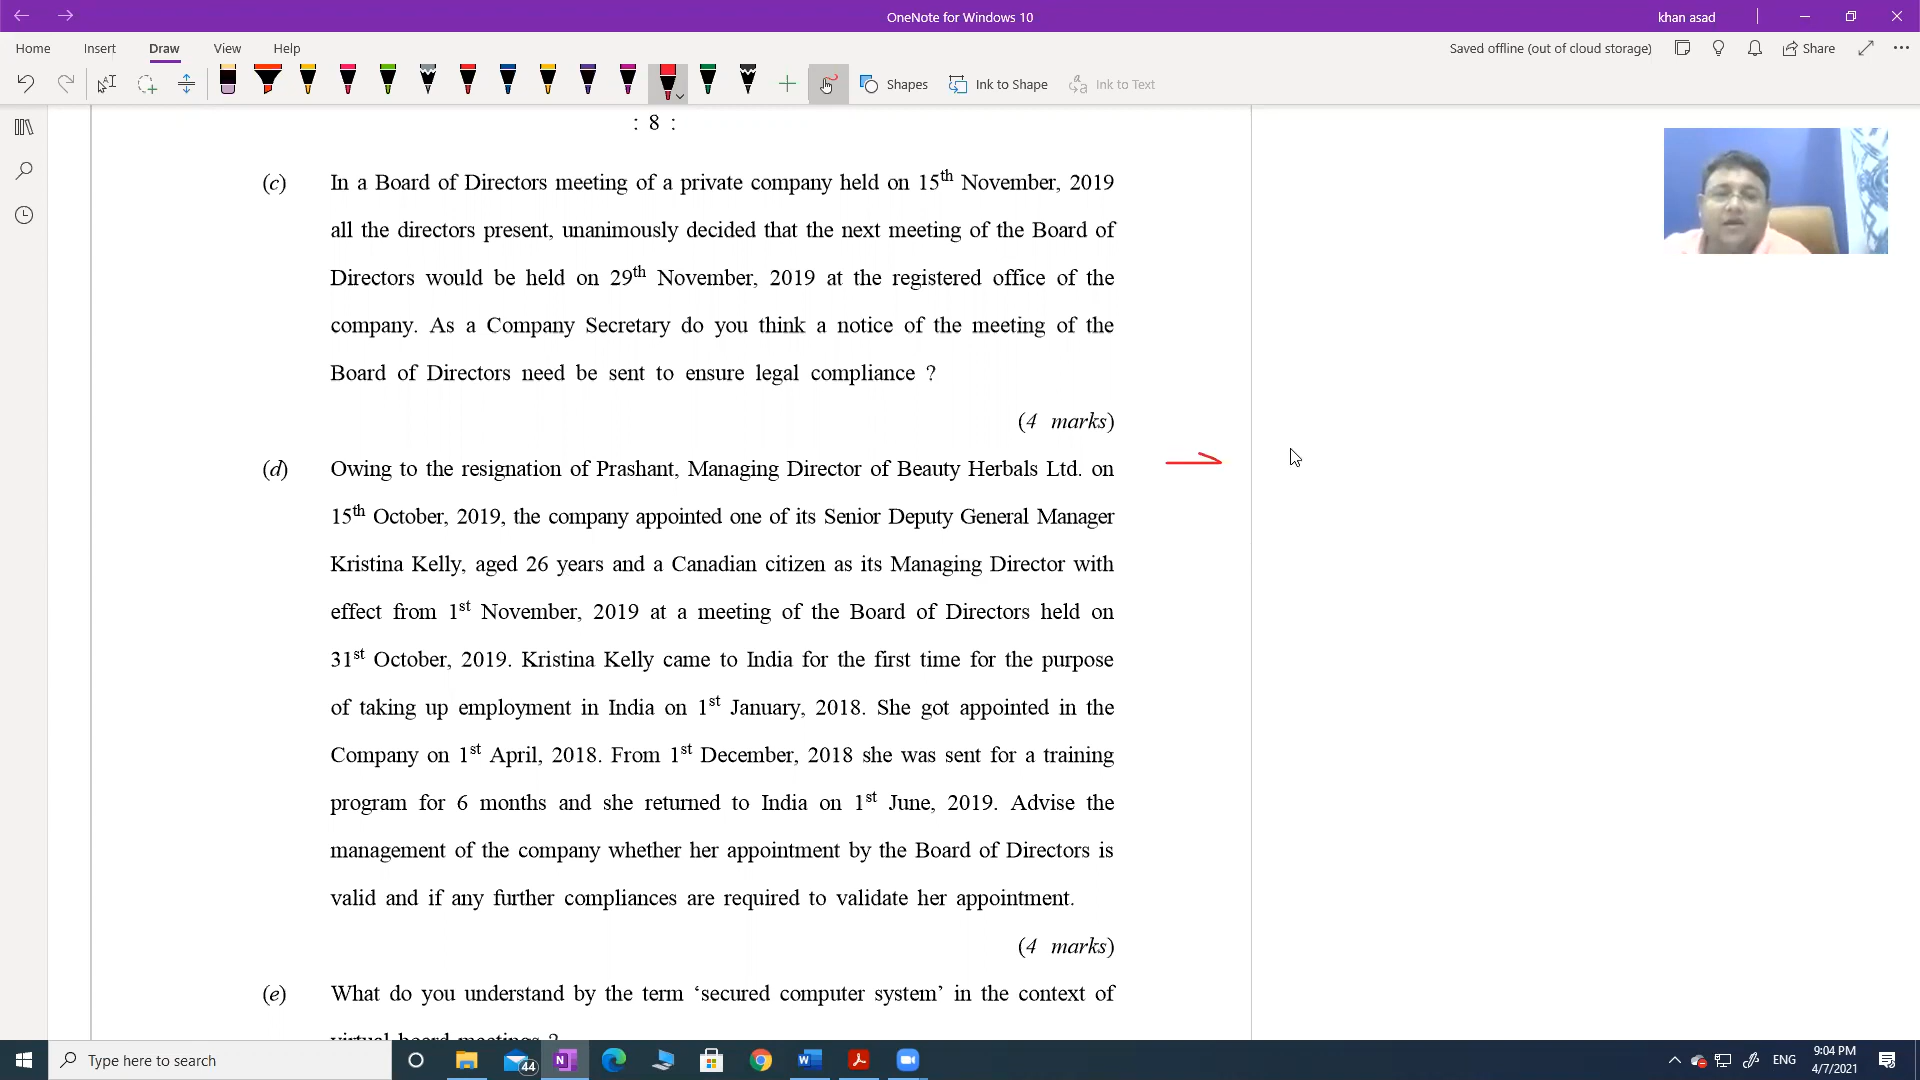 OneNote for Windows 10
khan asad
Home Insert Draw View Help
Saved offline (out of cloud storage)
Share
Shapes
Ink to Shape
Ink to Text
: 8 :
(c) In a Board of Directors meeting of a private company held on 15th November, 2019
all the directors present, unanimously decided that the next meeting of the Board of
Directors would be held on 29th November, 2019 at the registered office of the
company. As a Company Secretary do you think a notice of the meeting of the
Board of Directors need be sent to ensure legal compliance ?
(4 marks)
(d) Owing to the resignation of Prashant, Managing Director of Beauty Herbals Ltd. on
15th October, 2019, the company appointed one of its Senior Deputy General Manager
Kristina Kelly, aged 26 years and a Canadian citizen as its Managing Director with
effect from 1st November, 2019 at a meeting of the Board of Directors held on
31st October, 2019. Kristina Kelly came to India for the first time for the purpose
of taking up employment in India on 1st January, 2018. She got appointed in the
Company on 1st April, 2018. From 1st December, 2018 she was sent for a training
program for 6 months and she returned to India on 1st June, 2019. Advise the
management of the company whether her appointment by the Board of Directors is
valid and if any further compliances are required to validate her appointment.
(4 marks)
(e) What do you understand by the term ‘secured computer system’ in the context of
virtual board meetings ?
Type here to search
44
ENG
9:04 PM
4/7/2021